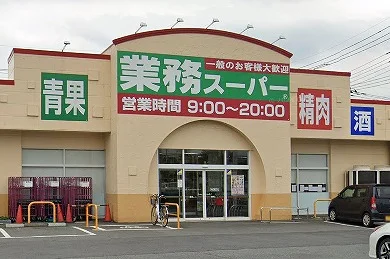 一般のお客様大歓迎
業務スーパー
営業時間 9:00～20:00
青果
精肉
酒